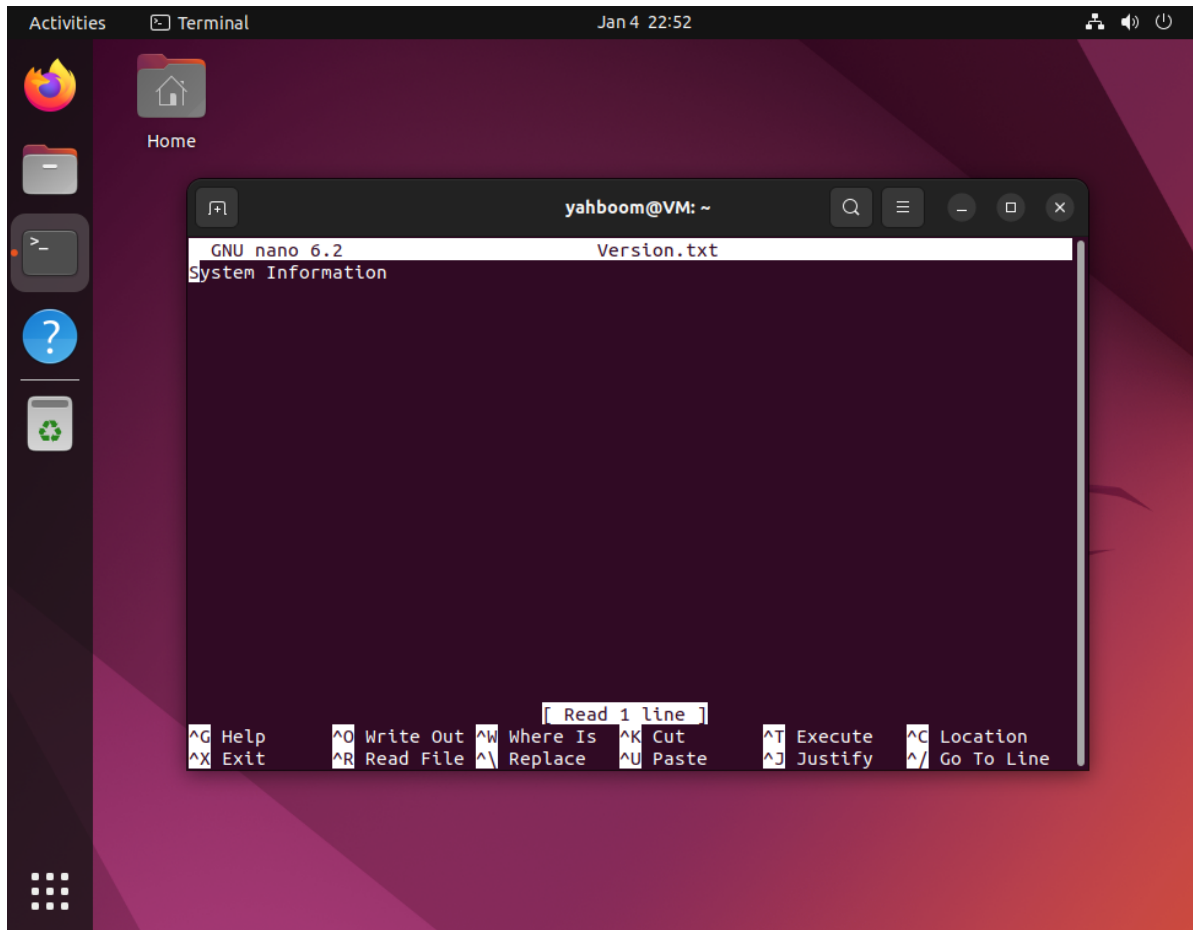 Activities Terminal Jan 4 22:52
Home
yahboom@VM: ~
GNU nano 6.2 Version.txt
System Information
[ Read 1 line ]
^G Help ^O Write Out ^W Where Is ^K Cut ^T Execute ^C Location
^X Exit ^R Read File ^\ Replace ^U Paste ^J Justify ^/ Go To Line